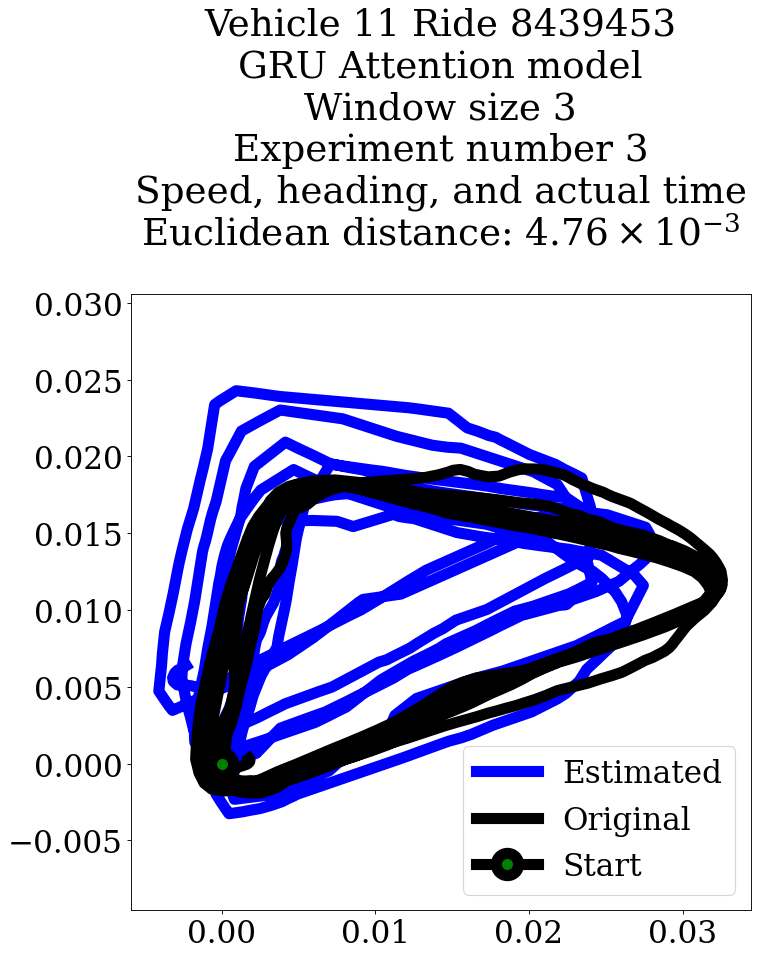 Vehicle 11 Ride 8439453
GRU Attention model
Window size 3
Experiment number 3
Speed, heading, and actual time
Euclidean distance: 4.76 × 10⁻³
0.030
0.025
0.020
0.015
0.010
0.005
0.000
−0.005
Estimated
Original
Start
0.00 0.01 0.02 0.03